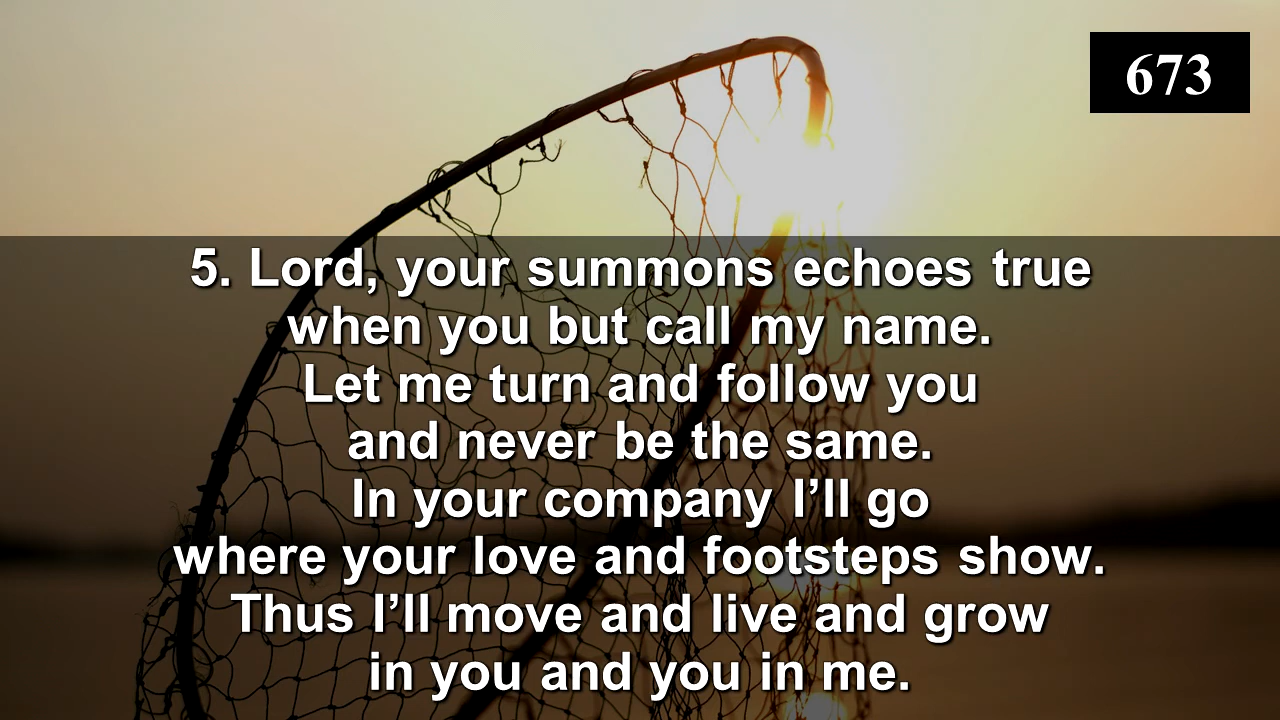 673
5. Lord, your summons echoes true
when you but call my name.
Let me turn and follow you
and never be the same.
In your company I’ll go
where your love and footsteps show.
Thus I’ll move and live and grow
in you and you in me.